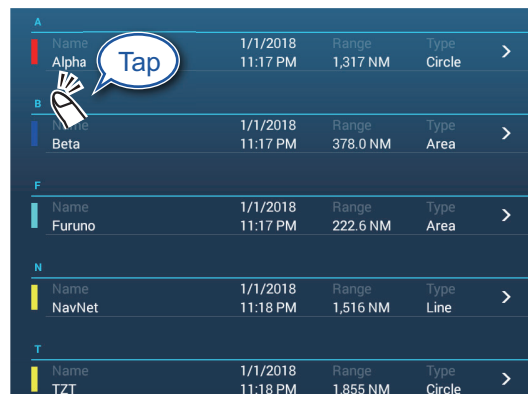 A
Name 1/1/2018 Range Type
Alpha 11:17 PM 1,317 NM Circle
Tap
B
Name 1/1/2018 Range Type
Beta 11:17 PM 378.0 NM Area
F
Name 1/1/2018 Range Type
Furuno 11:17 PM 222.6 NM Area
N
Name 1/1/2018 Range Type
NavNet 11:18 PM 1,516 NM Line
T
Name 1/1/2018 Range Type
TZT 11:18 PM 1,855 NM Circle